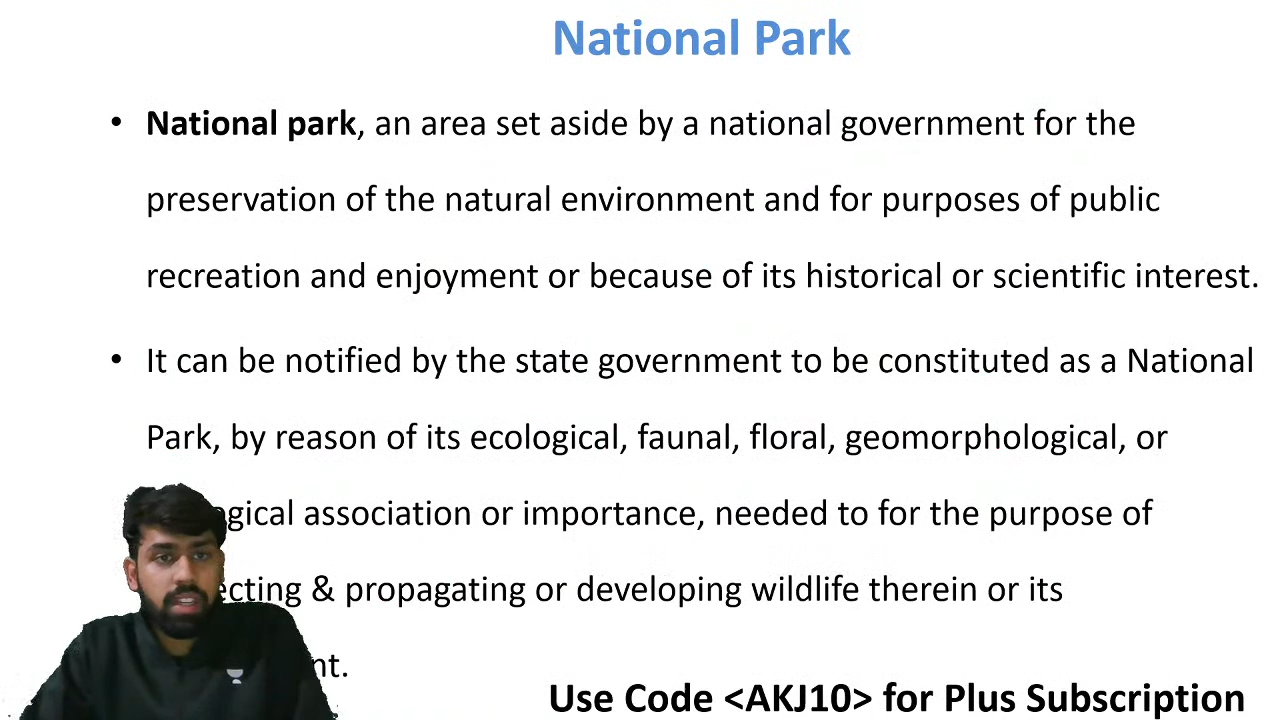 National Park
• National park, an area set aside by a national government for the
preservation of the natural environment and for purposes of public
recreation and enjoyment or because of its historical or scientific interest.
• It can be notified by the state government to be constituted as a National
Park, by reason of its ecological, faunal, floral, geomorphological, or
association or importance, needed to for the purpose of
& propagating or developing wildlife therein or its
Use Code <AKJ10> for Plus Subscription